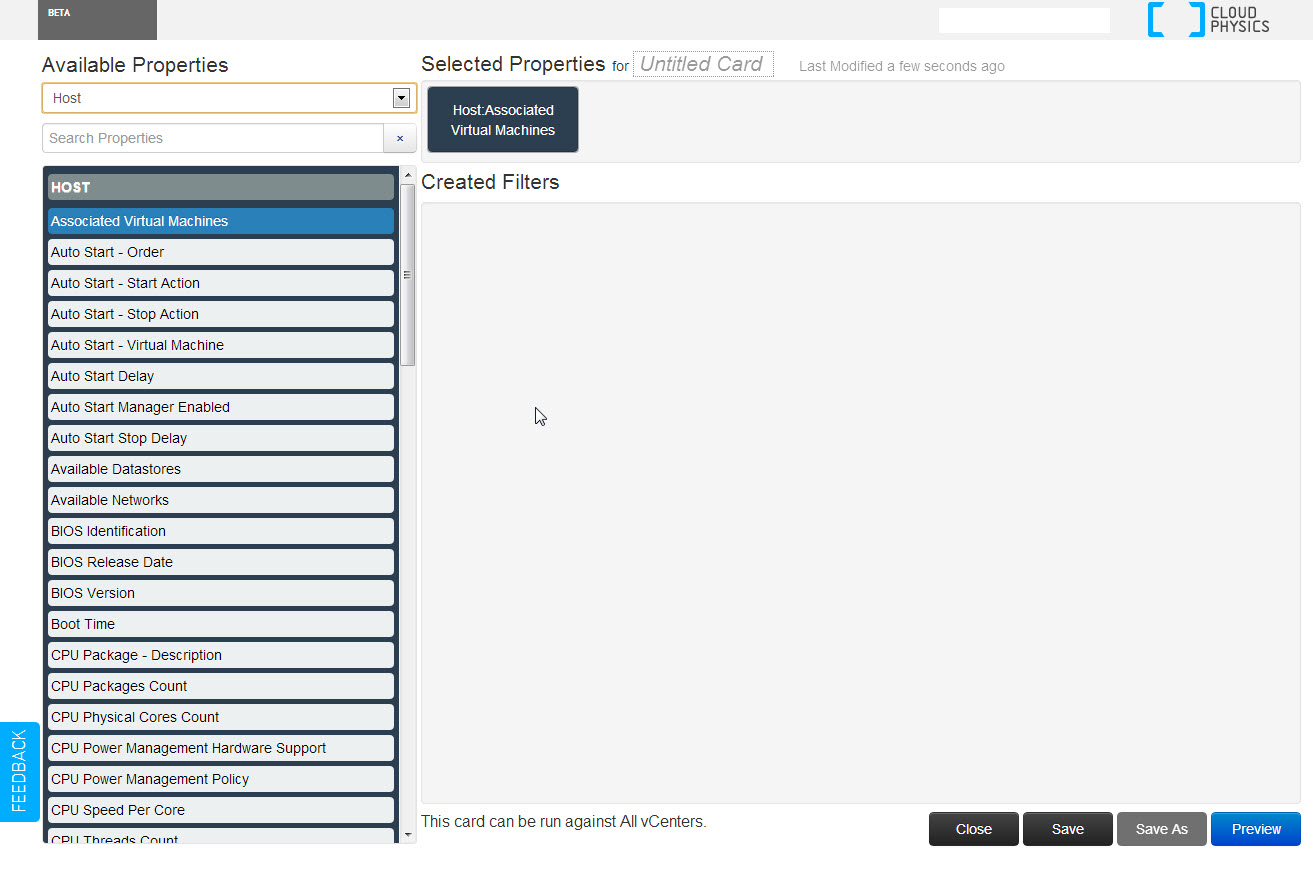 BETA
CLOUD
PHYSICS
Available Properties
Host
Search Properties
×
HOST
Associated Virtual Machines
Auto Start - Order
Auto Start - Start Action
Auto Start - Stop Action
Auto Start - Virtual Machine
Auto Start Delay
Auto Start Manager Enabled
Auto Start Stop Delay
Available Datastores
Available Networks
BIOS Identification
BIOS Release Date
BIOS Version
Boot Time
CPU Package - Description
CPU Packages Count
CPU Physical Cores Count
CPU Power Management Hardware Support
CPU Power Management Policy
CPU Speed Per Core
CPU Threads Count
FEEDBACK
Selected Properties for Untitled Card Last Modified a few seconds ago
Host:Associated
Virtual Machines
Created Filters
This card can be run against All vCenters.
Close Save Save As Preview